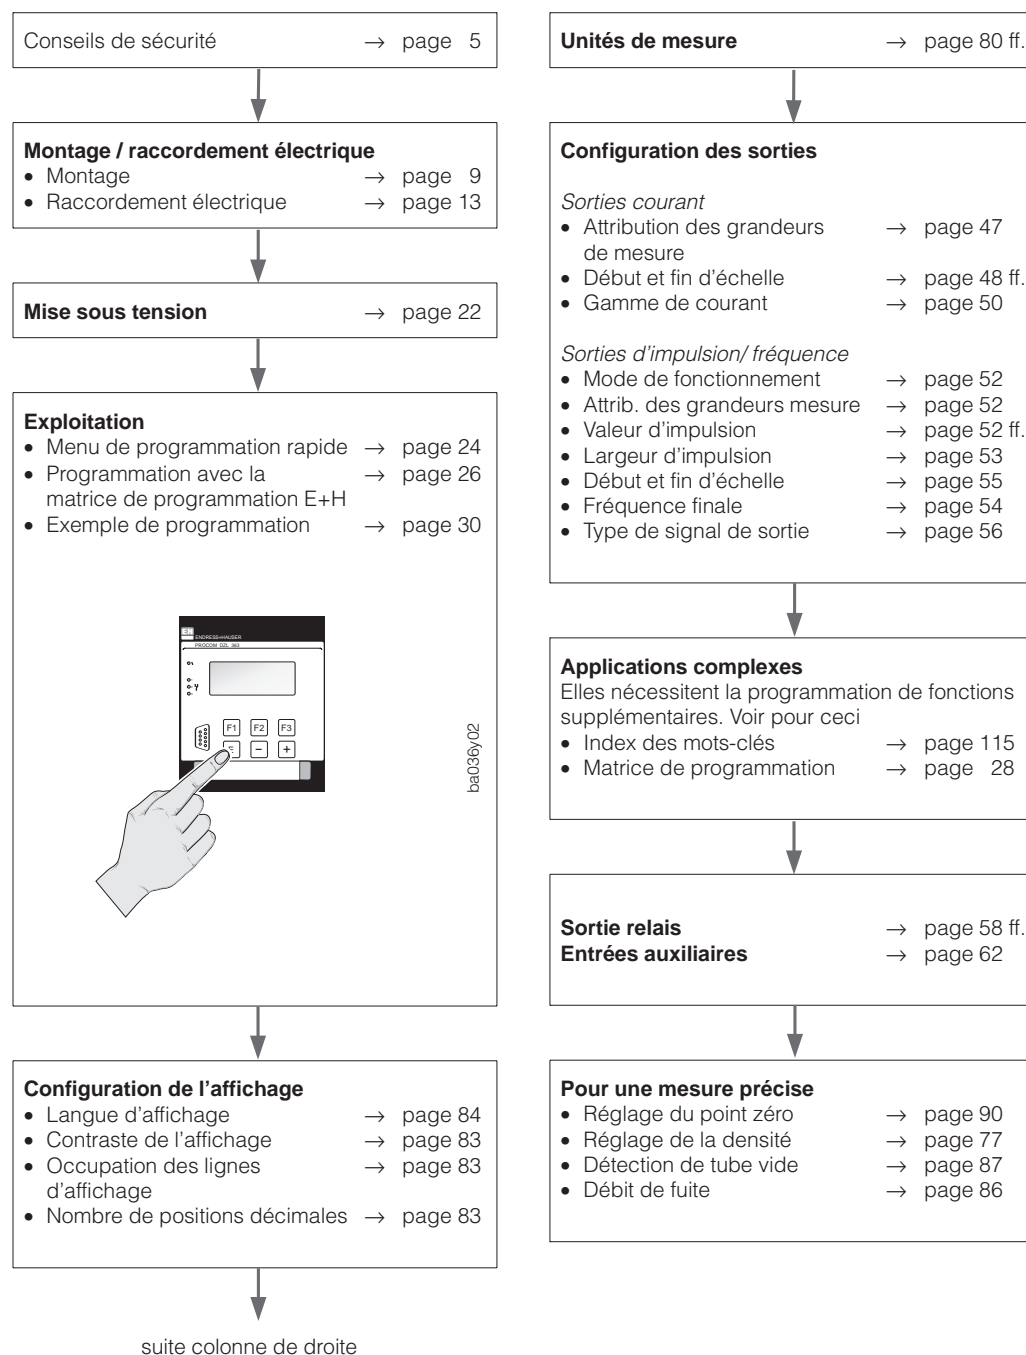 Conseils de sécurité → page 5
Montage / raccordement électrique
• Montage → page 9
• Raccordement électrique → page 13
Mise sous tension → page 22
Exploitation
• Menu de programmation rapide → page 24
• Programmation avec la → page 26
matrice de programmation E+H
• Exemple de programmation → page 30
EH
ENDRESS+HAUSER
PROCOM DZL 363
F1 F2 F3
- +
ba036y02
Configuration de l'affichage
• Langue d'affichage → page 84
• Contraste de l'affichage → page 83
• Occupation des lignes → page 83
d'affichage
• Nombre de positions décimales → page 83
suite colonne de droite
Unités de mesure → page 80 ff.
Configuration des sorties
Sorties courant
• Attribution des grandeurs → page 47
de mesure
• Début et fin d'échelle → page 48 ff.
• Gamme de courant → page 50
Sorties d'impulsion/ fréquence
• Mode de fonctionnement → page 52
• Attrib. des grandeurs mesure → page 52
• Valeur d'impulsion → page 52 ff.
• Largeur d'impulsion → page 53
• Début et fin d'échelle → page 55
• Fréquence finale → page 54
• Type de signal de sortie → page 56
Applications complexes
Elles nécessitent la programmation de fonctions
supplémentaires. Voir pour ceci
• Index des mots-clés → page 115
• Matrice de programmation → page 28
Sortie relais → page 58 ff.
Entrées auxiliaires → page 62
Pour une mesure précise
• Réglage du point zéro → page 90
• Réglage de la densité → page 77
• Détection de tube vide → page 87
• Débit de fuite → page 86